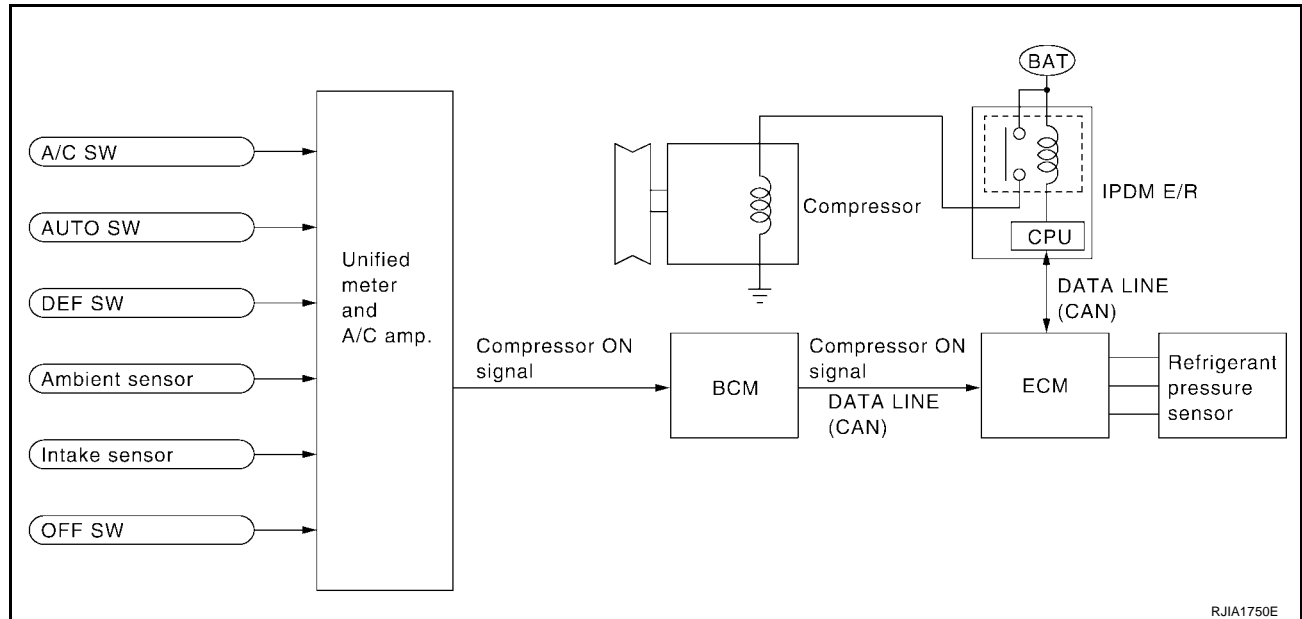 BAT
A/C SW
AUTO SW
DEF SW
Ambient sensor
Intake sensor
OFF SW
Unified
meter
and
A/C amp.
Compressor
IPDM E/R
CPU
DATA LINE
(CAN)
Compressor ON
signal
BCM
Compressor ON
signal
DATA LINE
(CAN)
ECM
Refrigerant
pressure
sensor
RJIA1750E